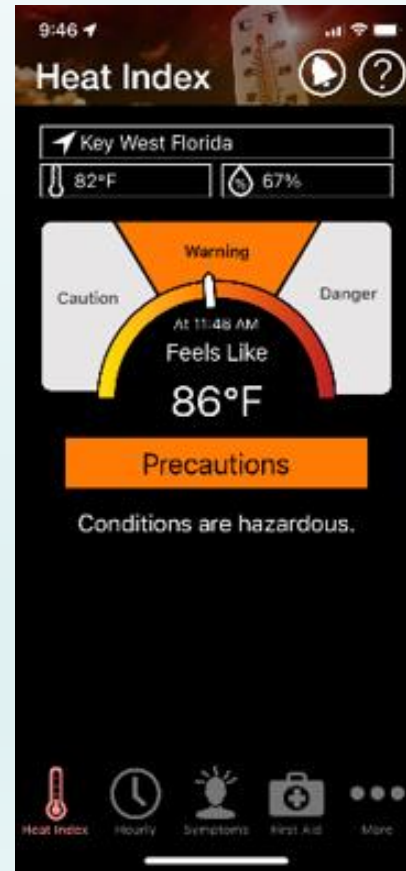 9:46
Heat Index
?
Key West Florida
82°F
% 67%
Warning
Caution
Danger
At 11:46 AM
Feels Like
86°F
Precautions
Conditions are hazardous.
Heat Index Hourly Symptoms First Aid More